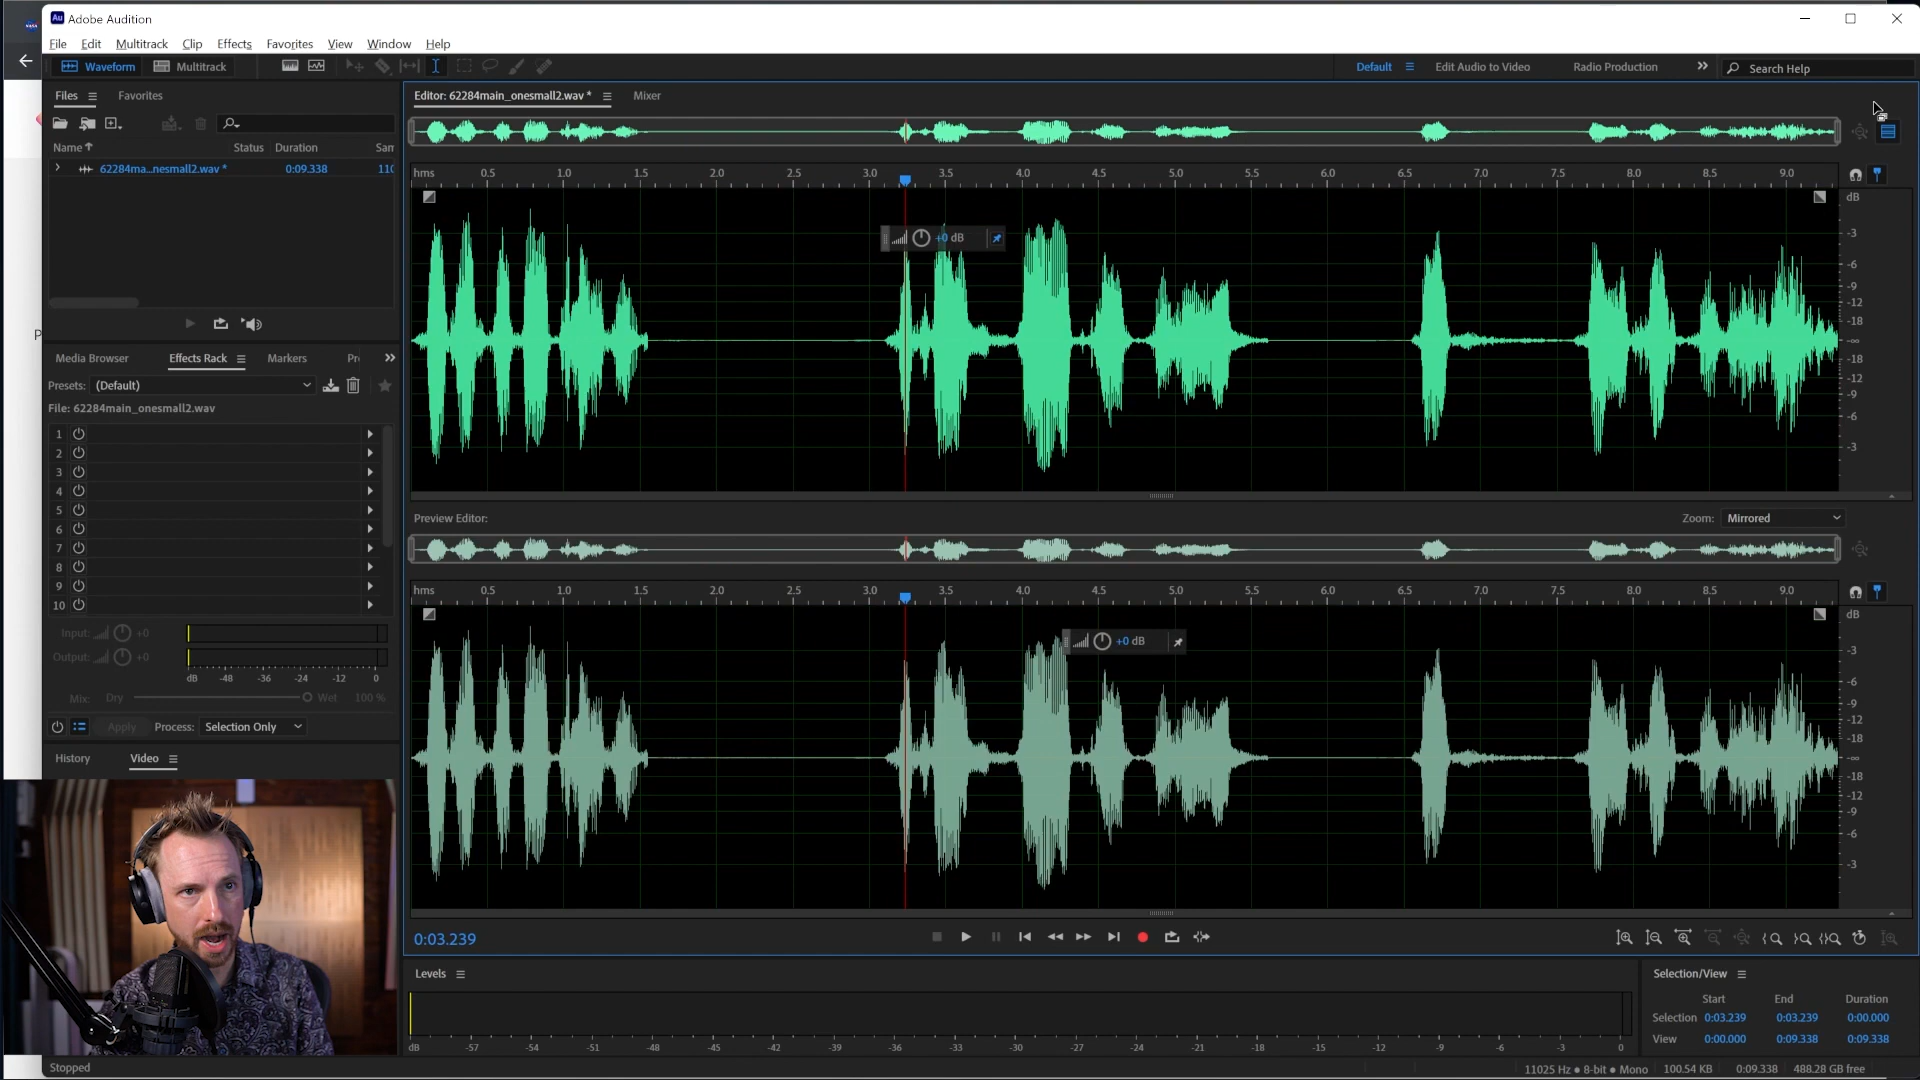 Adobe Audition
File Edit Multitrack Clip Effects Favorites View Window Help
Waveform Multitrack Default Edit Audio to Video Radio Production Search Help
Files Favorites
Name Status Duration Sam
62284ma...nesmall2.wav * 0:09.338 110
Media Browser Effects Rack Markers Pr
Presets: (Default)
File: 62284main_onesmall2.wav
1
2
3
4
5
6
7
8
9
10
Input: +0
Output: +0
dB -48 -36 -24 -12 0
Mix: Dry Wet 100 %
Apply Process: Selection Only
History Video
Editor: 62284main_onesmall2.wav * Mixer
hms 0.5 1.0 1.5 2.0 2.5 3.0 3.5 4.0 4.5 5.0 5.5 6.0 6.5 7.0 7.5 8.0 8.5 9.0
dB
-3
-6
-9
-12
-18
-∞
-18
-12
-9
-6
-3
+0 dB
Preview Editor: Zoom: Mirrored
hms 0.5 1.0 1.5 2.0 2.5 3.0 3.5 4.0 4.5 5.0 5.5 6.0 6.5 7.0 7.5 8.0 8.5 9.0
dB
-3
-6
-9
-12
-18
-∞
-18
-12
-9
-6
-3
+0 dB
0:03.239
Levels
dB -57 -54 -51 -48 -45 -42 -39 -36 -33 -30 -27 -24 -21 -18 -15 -12 -9 -6 -3 0
Selection/View
Start End Duration
Selection 0:03.239 0:03.239 0:00.000
View 0:00.000 0:09.338 0:09.338
Stopped 11025 Hz • 8-bit • Mono 100.54 KB 0:09.338 488.28 GB free